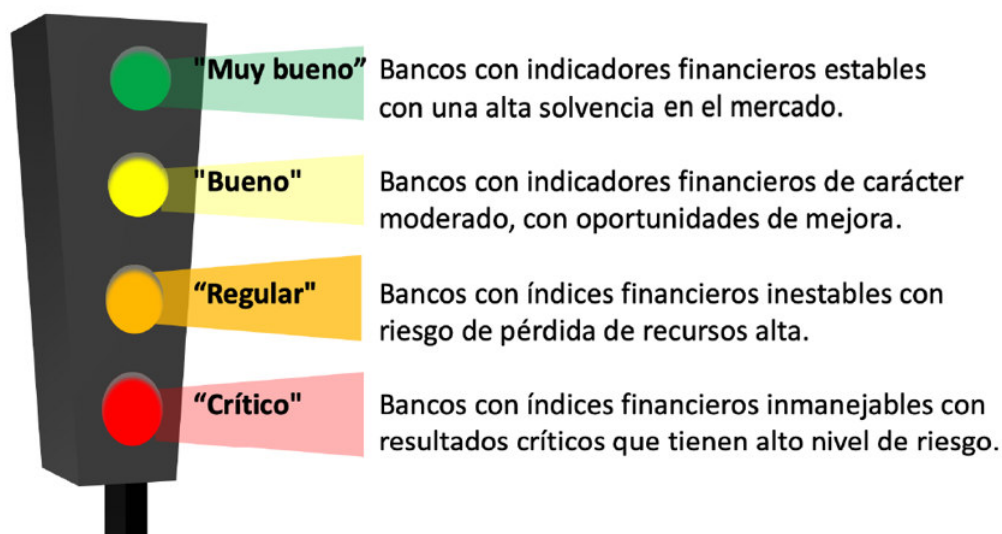 "Muy bueno” Bancos con indicadores financieros estables
con una alta solvencia en el mercado.
"Bueno" Bancos con indicadores financieros de carácter
moderado, con oportunidades de mejora.
“Regular" Bancos con índices financieros inestables con
riesgo de pérdida de recursos alta.
“Crítico" Bancos con índices financieros inmanejables con
resultados críticos que tienen alto nivel de riesgo.